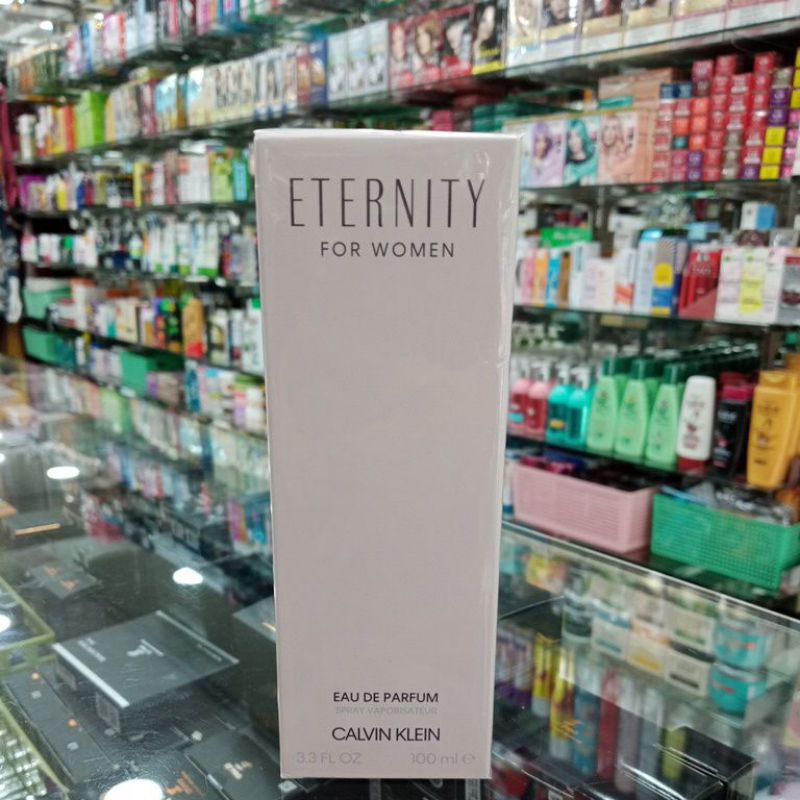 ETERNITY
FOR WOMEN
EAU DE PARFUM
SPRAY VAPORISATEUR
CALVIN KLEIN
3.3 FL OZ 100 ml ℮